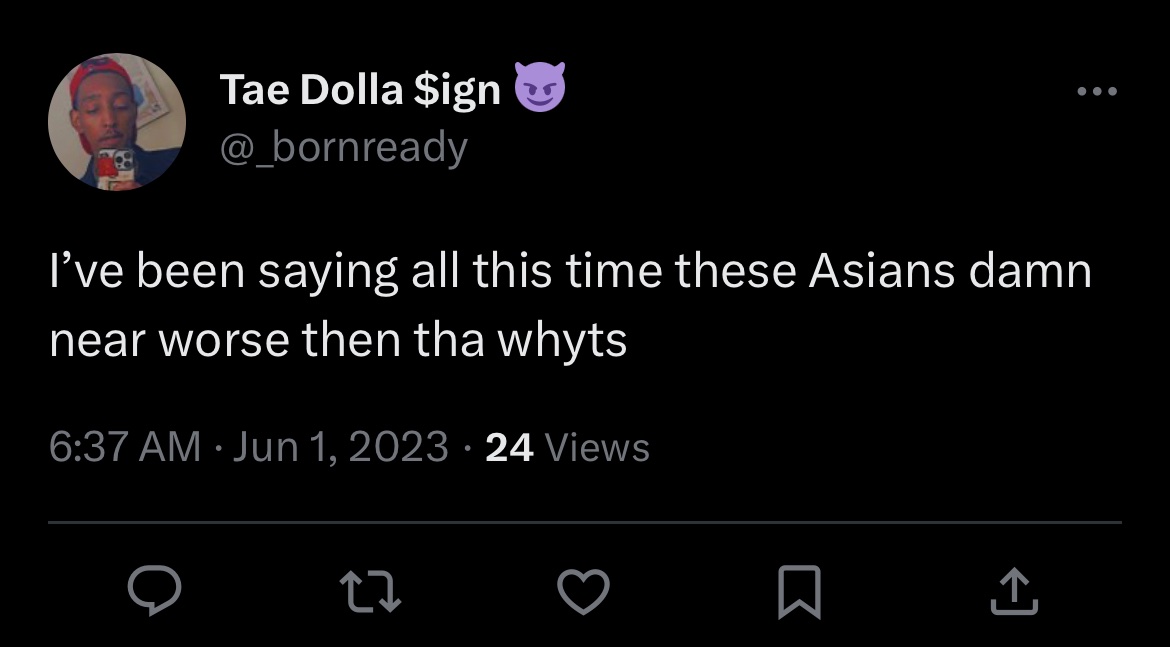 Tae Dolla $ign 😈
@_bornready
I’ve been saying all this time these Asians damn
near worse then tha whyts
6:37 AM · Jun 1, 2023 · 24 Views